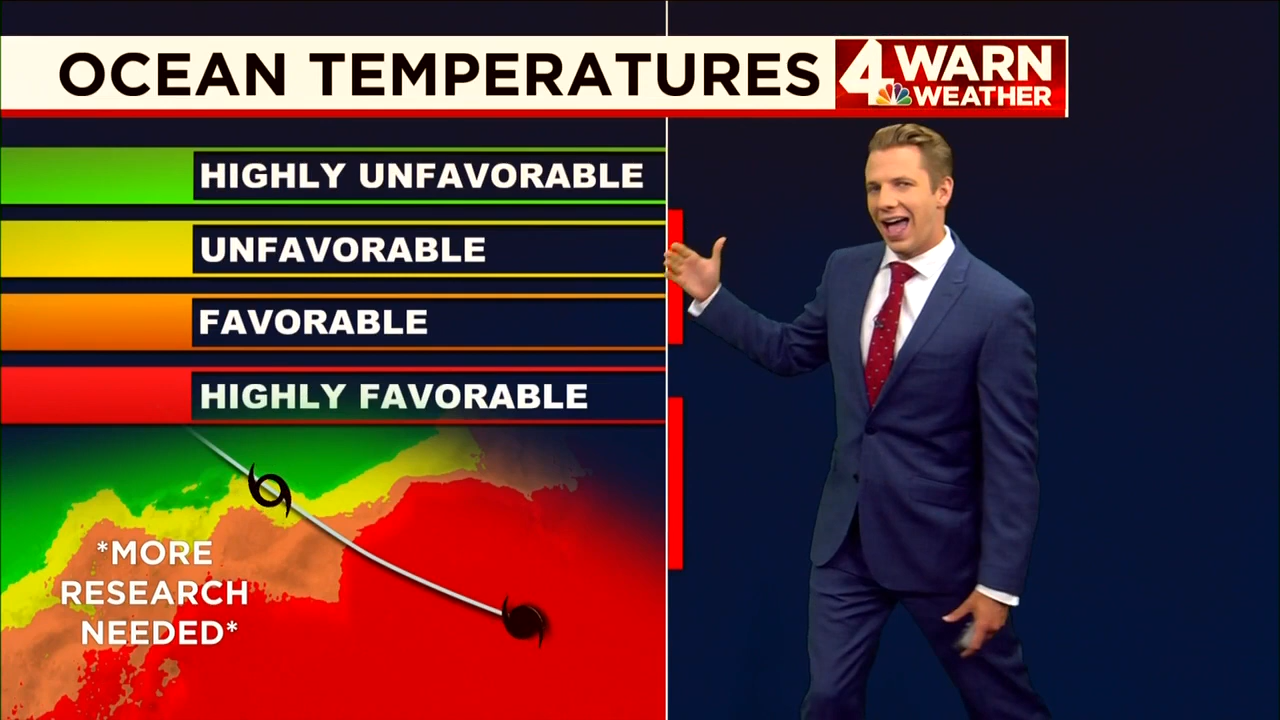 OCEAN TEMPERATURES
4 WARN
WEATHER
HIGHLY UNFAVORABLE
UNFAVORABLE
FAVORABLE
HIGHLY FAVORABLE
*MORE
RESEARCH
NEEDED*